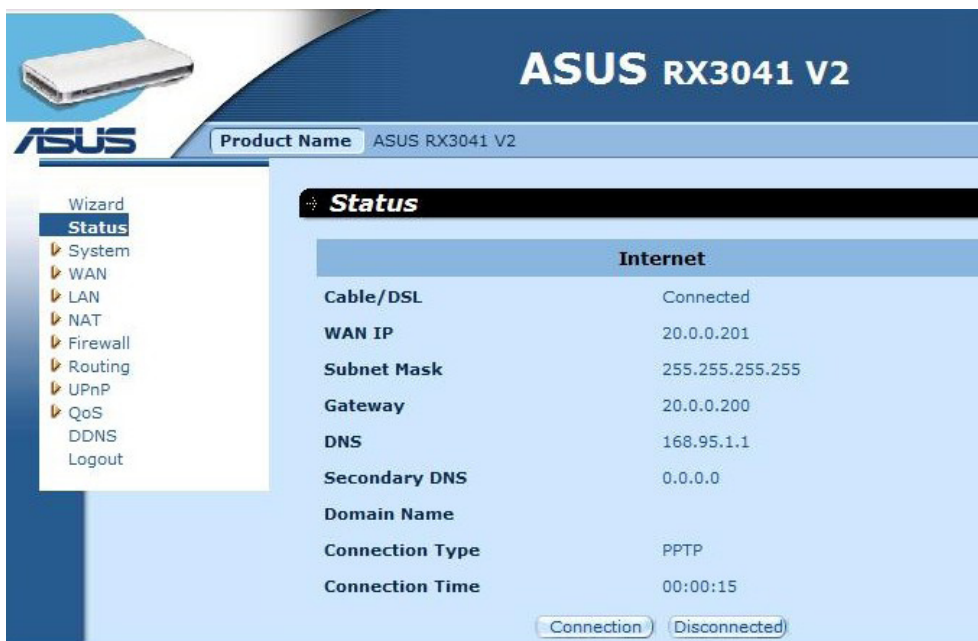 ASUS RX3041 V2
ASUS
Product Name ASUS RX3041 V2
Wizard
Status
System
WAN
LAN
NAT
Firewall
Routing
UPnP
QoS
DDNS
Logout
Status
Internet
Cable/DSL Connected
WAN IP 20.0.0.201
Subnet Mask 255.255.255.255
Gateway 20.0.0.200
DNS 168.95.1.1
Secondary DNS 0.0.0.0
Domain Name
Connection Type PPTP
Connection Time 00:00:15
Connection Disconnected